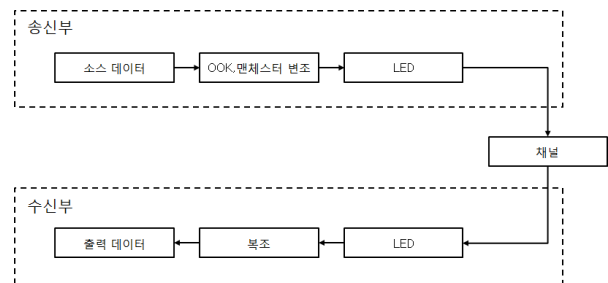 송신부
소스 데이터
OOK,맨체스터 변조
LED
채널
수신부
출력 데이터
복조
LED